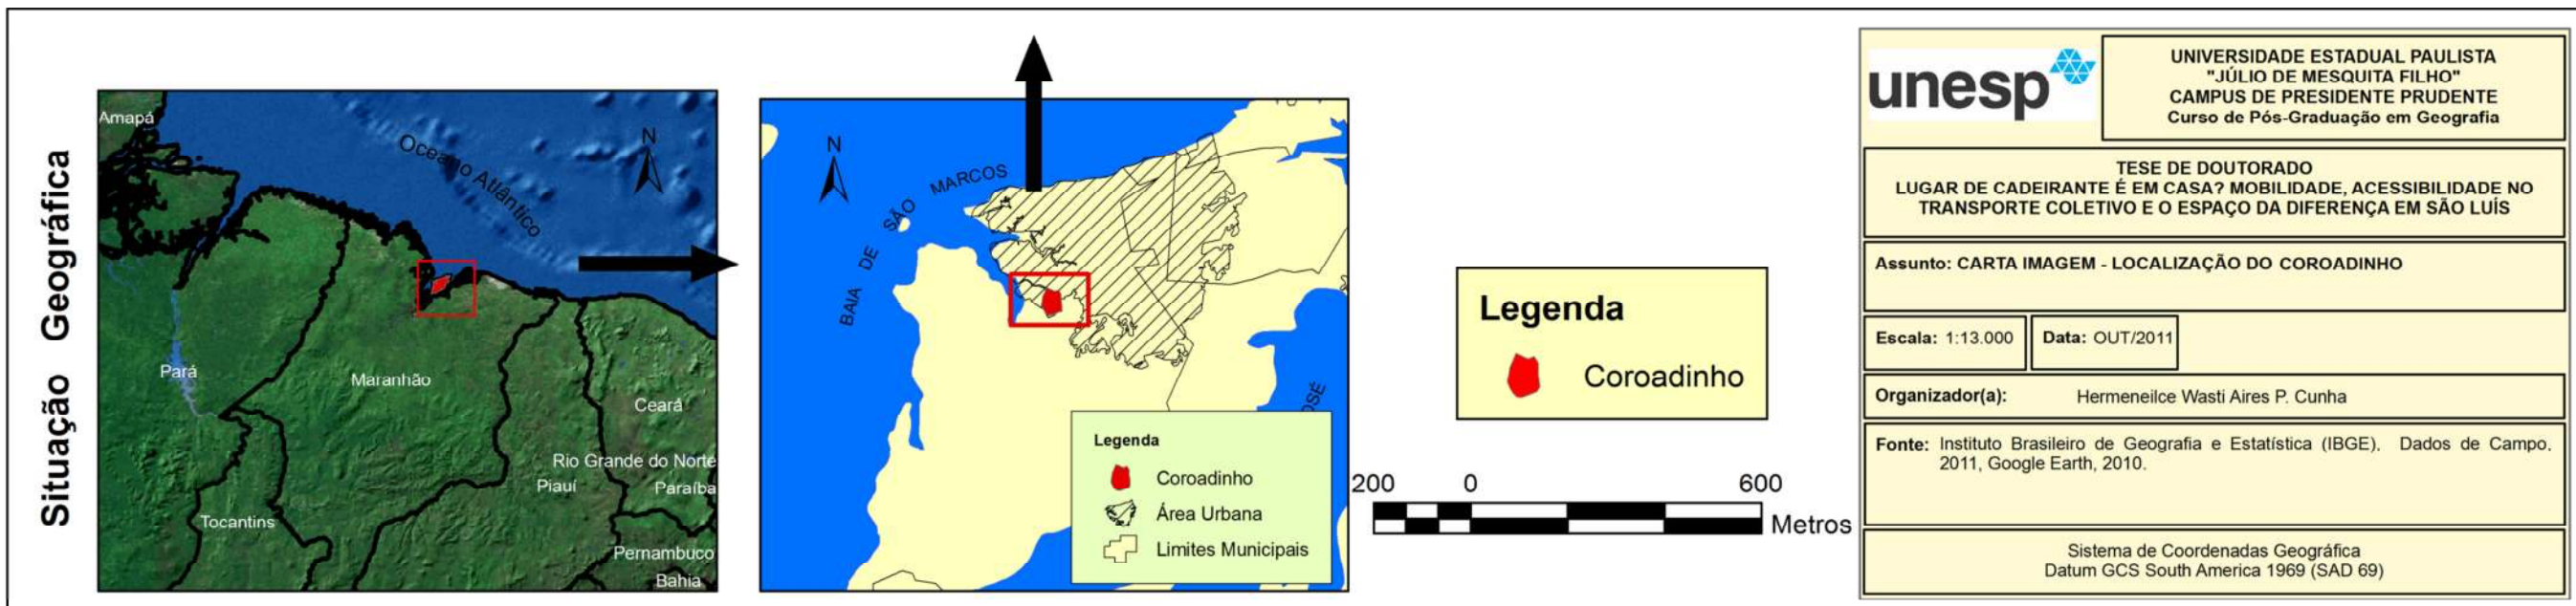 Situação Geográfica
Amapá
Oceano Atlântico
N
Pará
Maranhão
Ceará
Rio Grande do Norte
Piauí
Paraíba
Tocantins
Pernambuco
Bahia
N
BAIA DE SÃO MARCOS
OSÉ
Legenda
Coroadinho
Área Urbana
Limites Municipais
Legenda
Coroadinho
200 0 600
Metros
unesp
UNIVERSIDADE ESTADUAL PAULISTA
"JÚLIO DE MESQUITA FILHO"
CAMPUS DE PRESIDENTE PRUDENTE
Curso de Pós-Graduação em Geografia
TESE DE DOUTORADO
LUGAR DE CADEIRANTE É EM CASA? MOBILIDADE, ACESSIBILIDADE NO
TRANSPORTE COLETIVO E O ESPAÇO DA DIFERENÇA EM SÃO LUÍS
Assunto: CARTA IMAGEM - LOCALIZAÇÃO DO COROADINHO
Escala: 1:13.000
Data: OUT/2011
Organizador(a): Hermeneilce Wasti Aires P. Cunha
Fonte: Instituto Brasileiro de Geografia e Estatística (IBGE). Dados de Campo,
2011, Google Earth, 2010.
Sistema de Coordenadas Geográfica
Datum GCS South America 1969 (SAD 69)